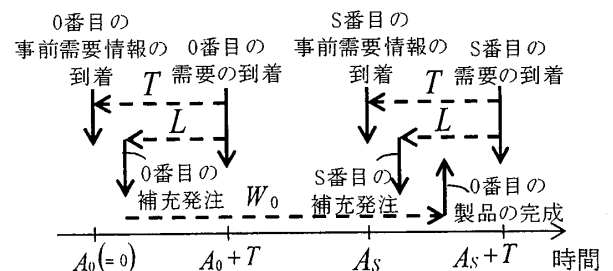 0番目の
事前需要情報の
到着
0番目の
需要の到着
S番目の
事前需要情報の
到着
S番目の
需要の到着
T
T
L
L
0番目の
補充発注
W₀
S番目の
補充発注
0番目の
製品の完成
A₀(=0)
A₀+T
Aₛ
Aₛ+T
時間